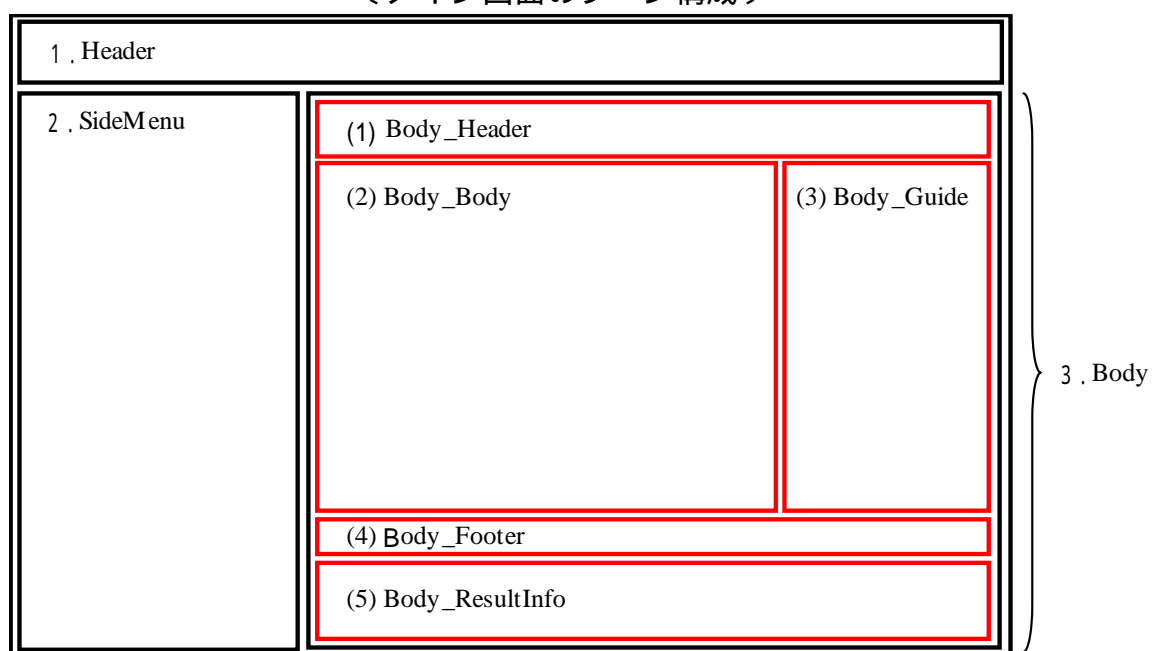 1．Header
2．SideMenu
(1) Body_Header
(2) Body_Body
(3) Body_Guide
3．Body
(4) Body_Footer
(5) Body_ResultInfo